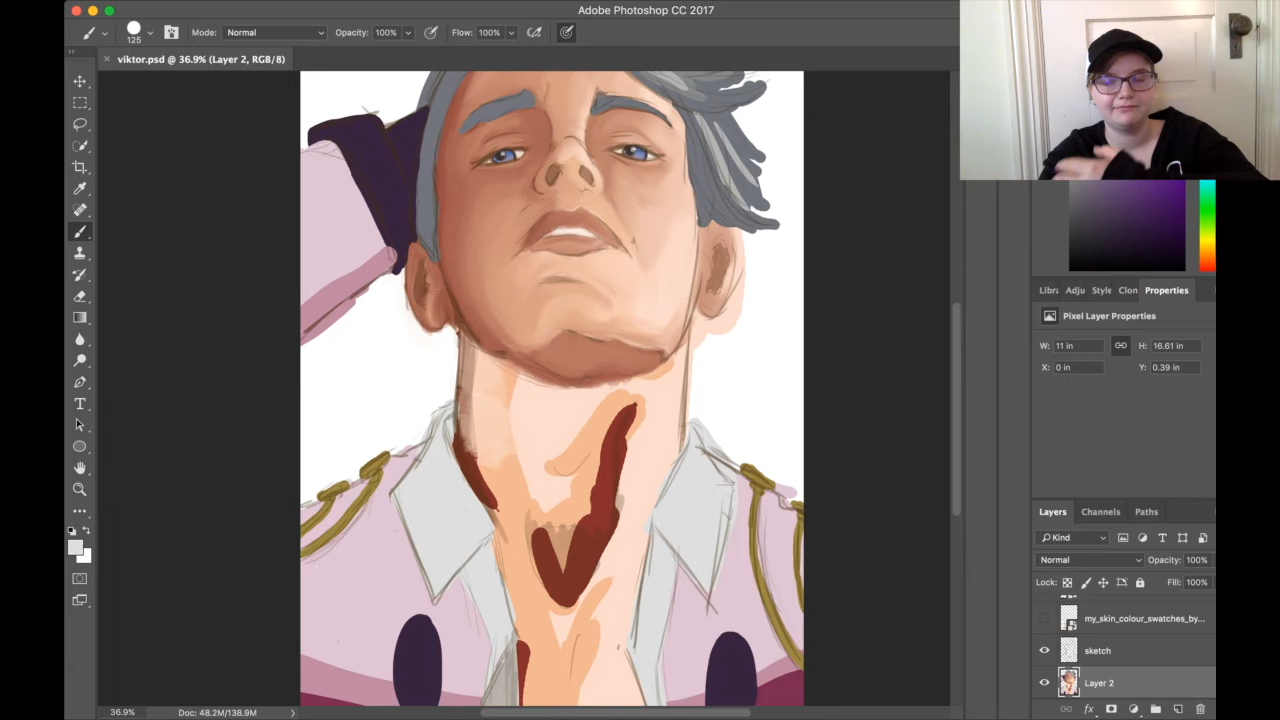 Adobe Photoshop CC 2017
125
Mode: Normal Opacity: 100% Flow: 100%
× viktor.psd @ 36.9% (Layer 2, RGB/8)
Libra Adju Style Clon Properties
Pixel Layer Properties
W: 11 in H: 16.61 in
X: 0 in Y: 0.39 in
Layers Channels Paths
Kind
Normal Opacity: 100%
Lock: Fill: 100%
my_skin_colour_swatches_by...
sketch
Layer 2
fx
36.9% Doc: 48.2M/138.9M